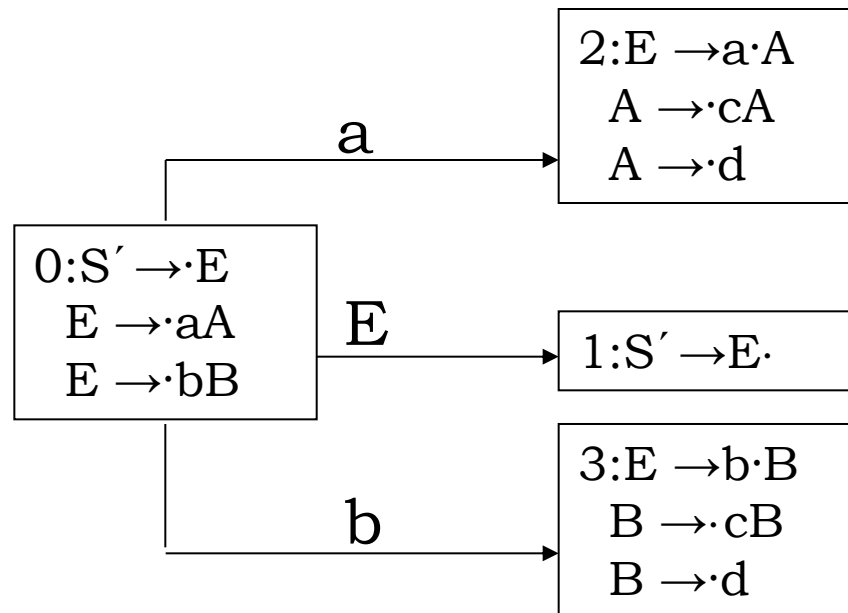 2:E →a·A
A →·cA
A →·d
a
0:S´ →·E
E →·aA
E →·bB
E
1:S´ →E·
b
3:E →b·B
B →·cB
B →·d